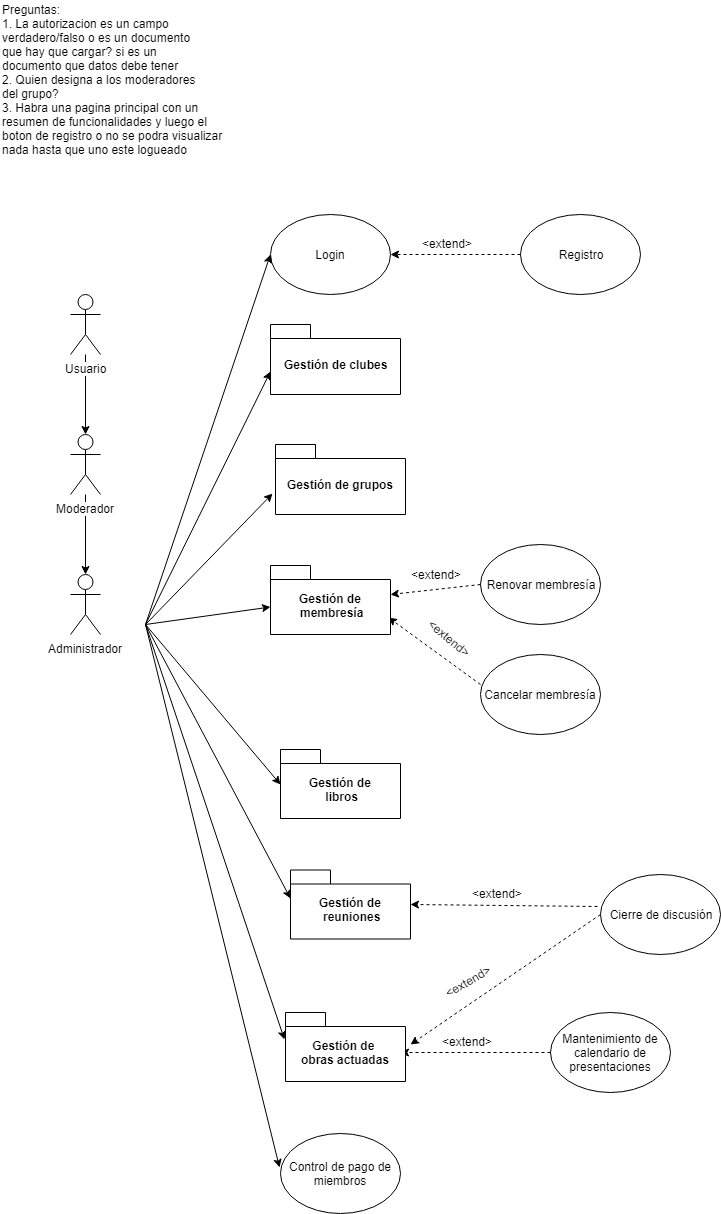 Preguntas:
1. La autorizacion es un campo
verdadero/falso o es un documento
que hay que cargar? si es un
documento que datos debe tener
2. Quien designa a los moderadores
del grupo?
3. Habra una pagina principal con un
resumen de funcionalidades y luego el
boton de registro o no se podra visualizar
nada hasta que uno este logueado
Login
<extend>
Registro
Usuario
Gestión de clubes
Moderador
Gestión de grupos
Administrador
Gestión de
membresía
<extend>
Renovar membresía
<extend>
Cancelar membresía
Gestión de
libros
Gestión de
reuniones
<extend>
Cierre de discusión
<extend>
Gestión de
obras actuadas
<extend>
Mantenimiento de
calendario de
presentaciones
Control de pago de
miembros